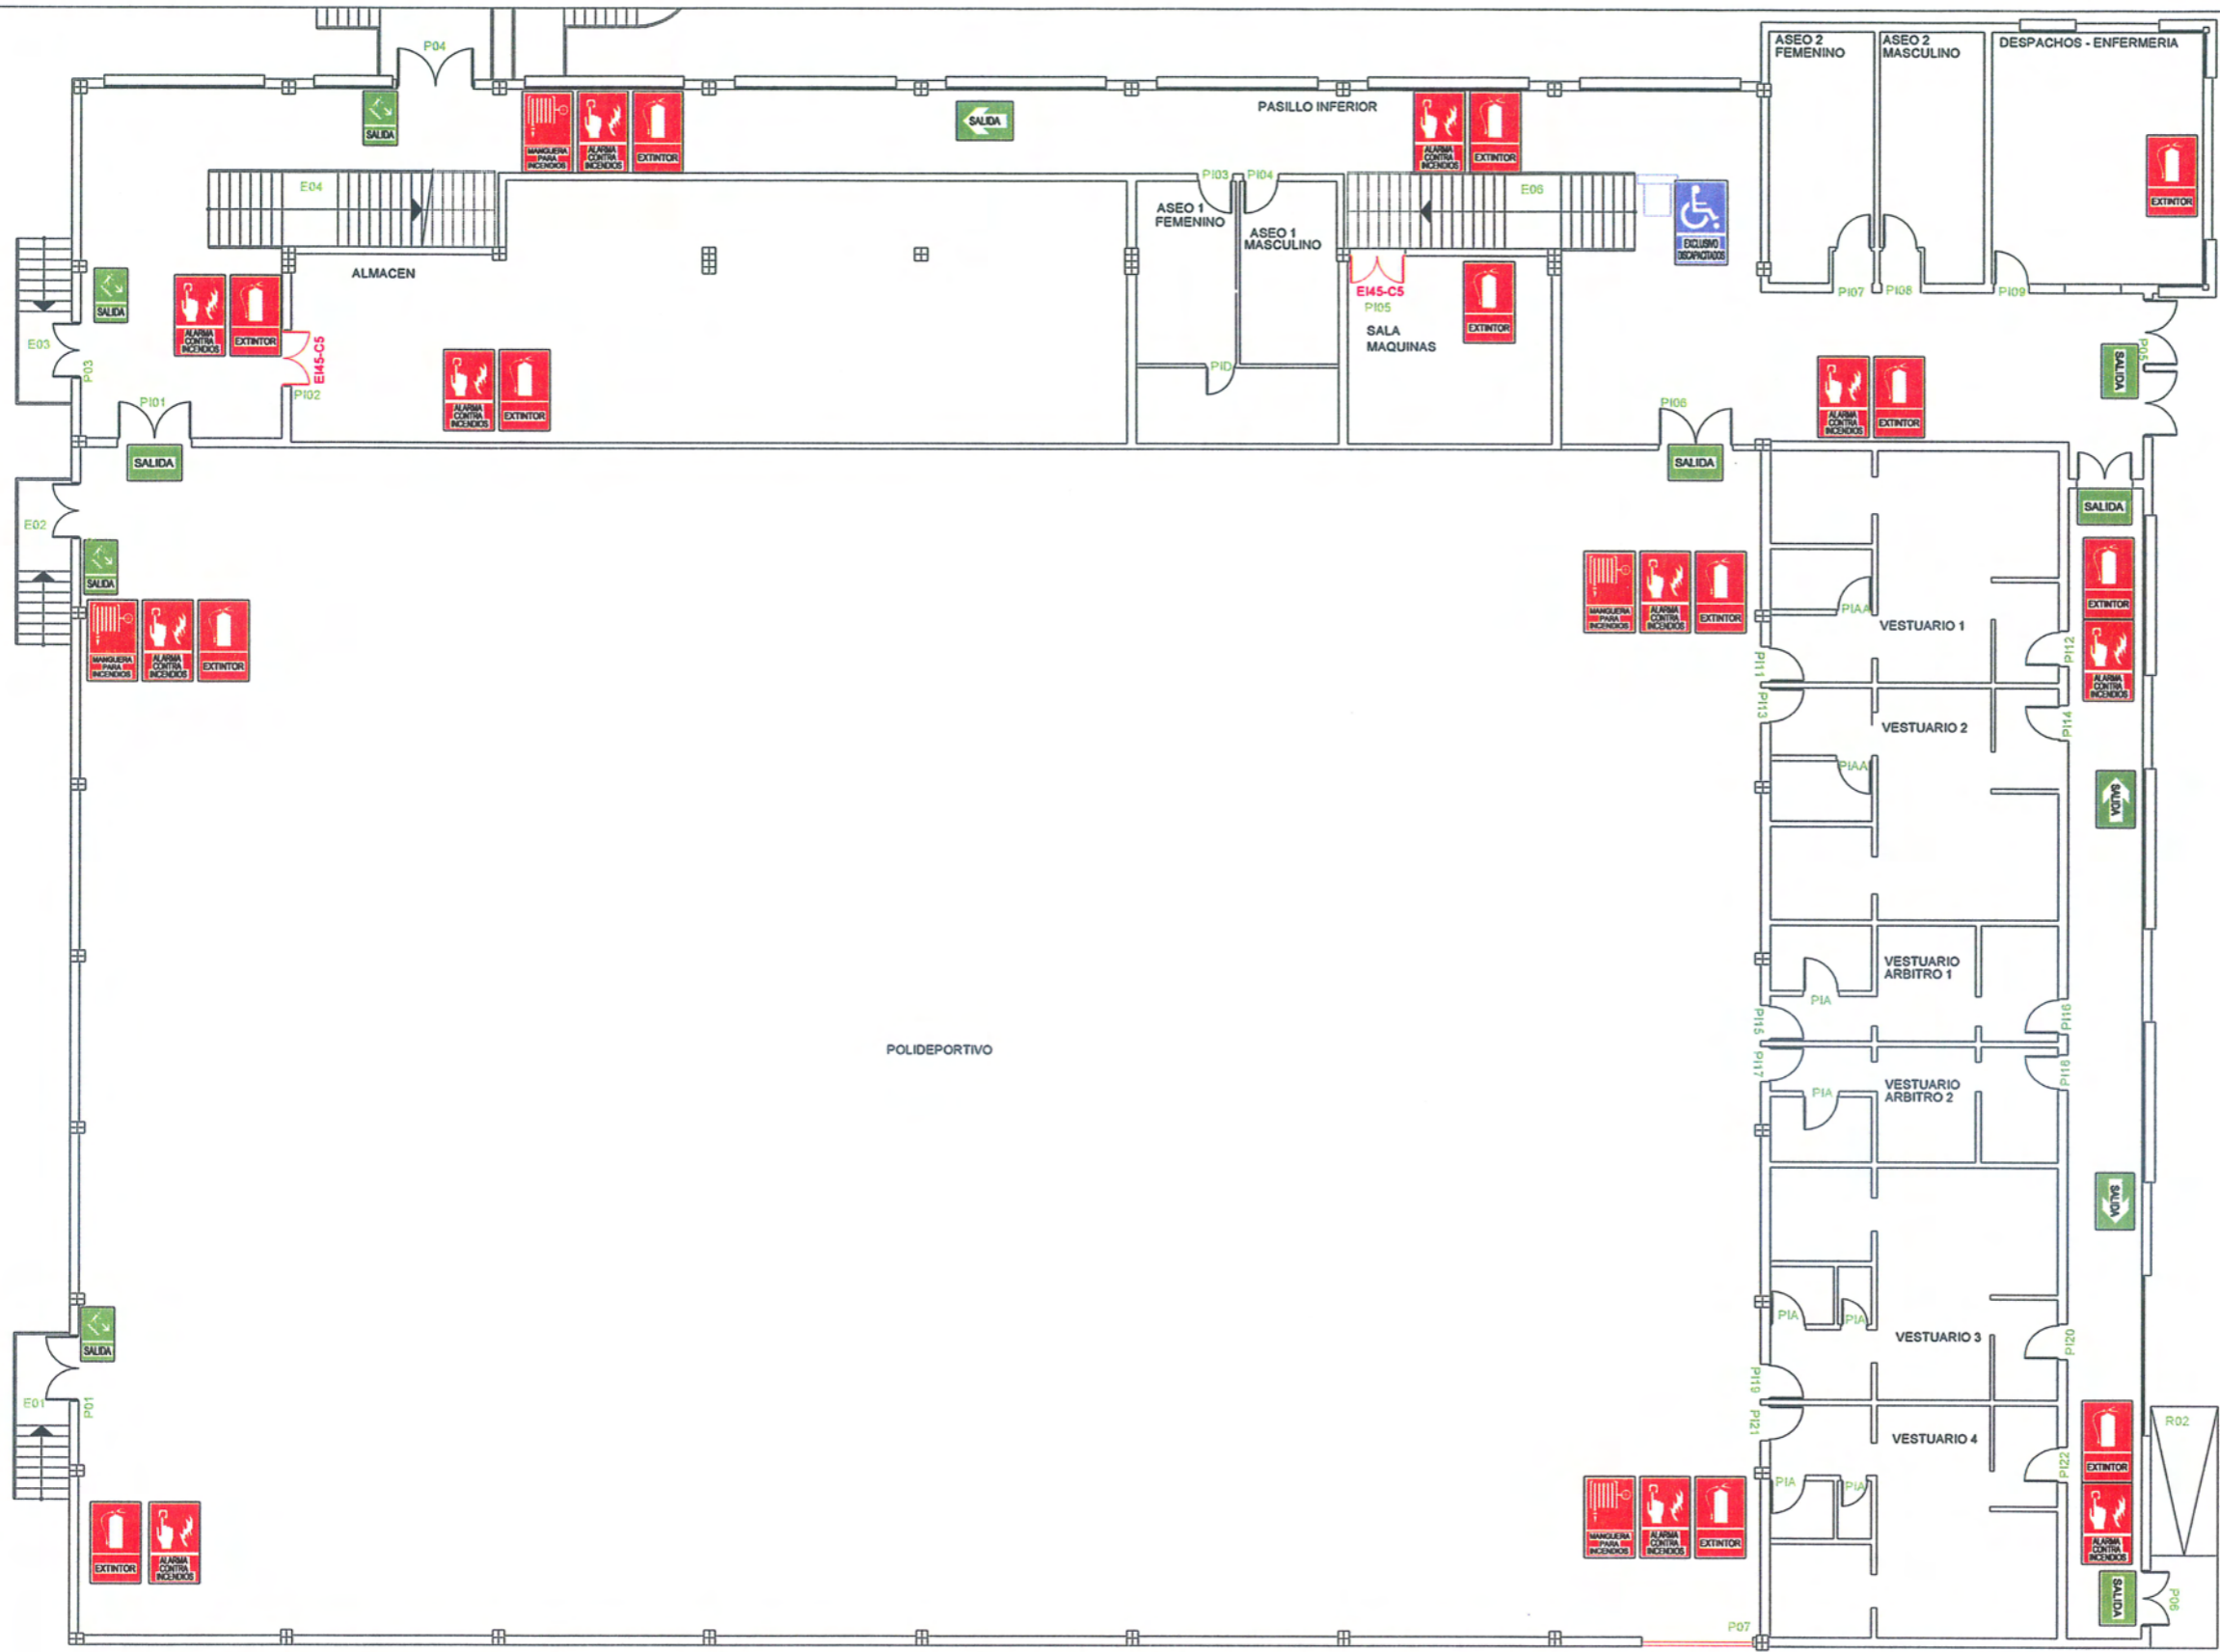 P04
ASEO 2
FEMENINO
ASEO 2
MASCULINO
DESPACHOS - ENFERMERIA
SALIDA
MANGUERA
PARA
INCENDIOS
ALARMA
CONTRA
INCENDIOS
EXTINTOR
SALIDA
PASILLO INFERIOR
ALARMA
CONTRA
INCENDIOS
EXTINTOR
EXTINTOR
E04
PI03
PI04
E06
ASEO 1
FEMENINO
ASEO 1
MASCULINO
EXCLUSIVO
DISCAPACITADOS
ALMACEN
SALIDA
ALARMA
CONTRA
INCENDIOS
EXTINTOR
EI45-C5
PI02
E03
P03
PI01
ALARMA
CONTRA
INCENDIOS
EXTINTOR
PID
EI45-C5
PI05
SALA
MAQUINAS
EXTINTOR
PI07
PI08
PI09
P05
SALIDA
ALARMA
CONTRA
INCENDIOS
EXTINTOR
PI06
SALIDA
SALIDA
SALIDA
E02
SALIDA
MANGUERA
PARA
INCENDIOS
ALARMA
CONTRA
INCENDIOS
EXTINTOR
MANGUERA
PARA
INCENDIOS
ALARMA
CONTRA
INCENDIOS
EXTINTOR
EXTINTOR
ALARMA
CONTRA
INCENDIOS
PIAA
VESTUARIO 1
PI11
PI12
PI13
VESTUARIO 2
PI14
PIAA
SALIDA
VESTUARIO
ARBITRO 1
PIA
PI15
PI16
POLIDEPORTIVO
PI17
VESTUARIO
ARBITRO 2
PI16
PIA
SALIDA
SALIDA
E01
P01
PIA
PIA
VESTUARIO 3
PI20
PI19
PI21
VESTUARIO 4
PI22
PIA
PIA
EXTINTOR
ALARMA
CONTRA
INCENDIOS
R02
EXTINTOR
ALARMA
CONTRA
INCENDIOS
MANGUERA
PARA
INCENDIOS
ALARMA
CONTRA
INCENDIOS
EXTINTOR
SALIDA
P06
P07